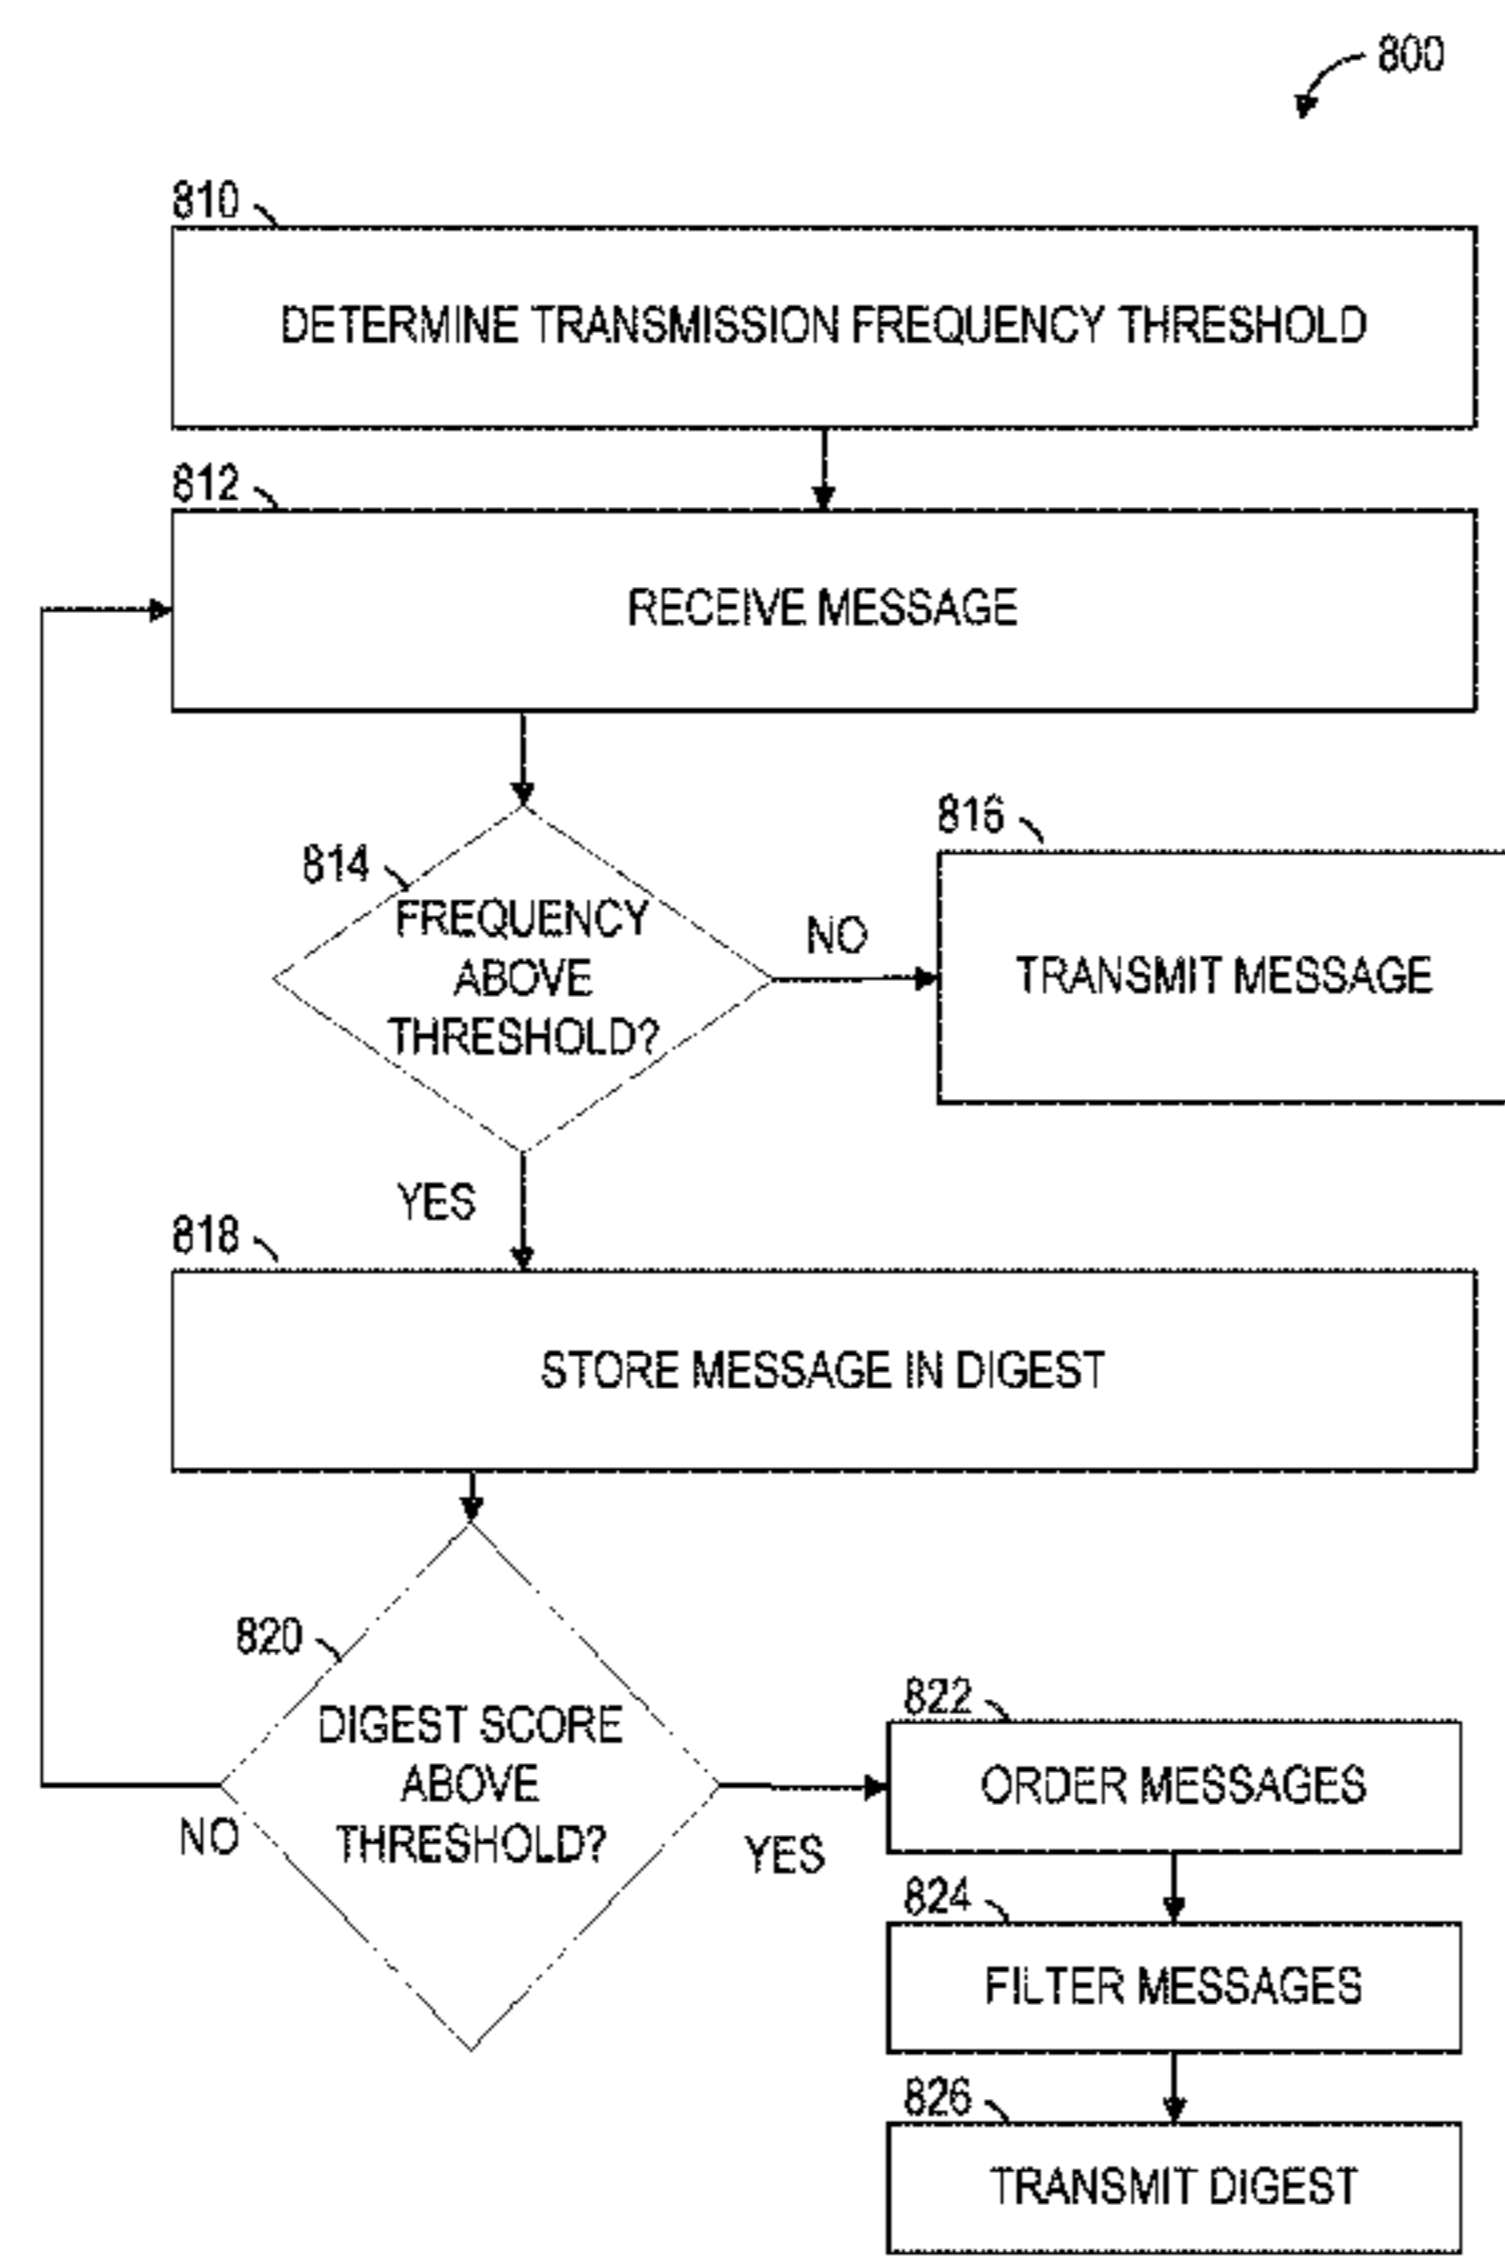 800
810
DETERMINE TRANSMISSION FREQUENCY THRESHOLD
812
RECEIVE MESSAGE
814
FREQUENCY
ABOVE
THRESHOLD?
NO
816
TRANSMIT MESSAGE
YES
818
STORE MESSAGE IN DIGEST
820
DIGEST SCORE
ABOVE
THRESHOLD?
NO
YES
822
ORDER MESSAGES
824
FILTER MESSAGES
826
TRANSMIT DIGEST